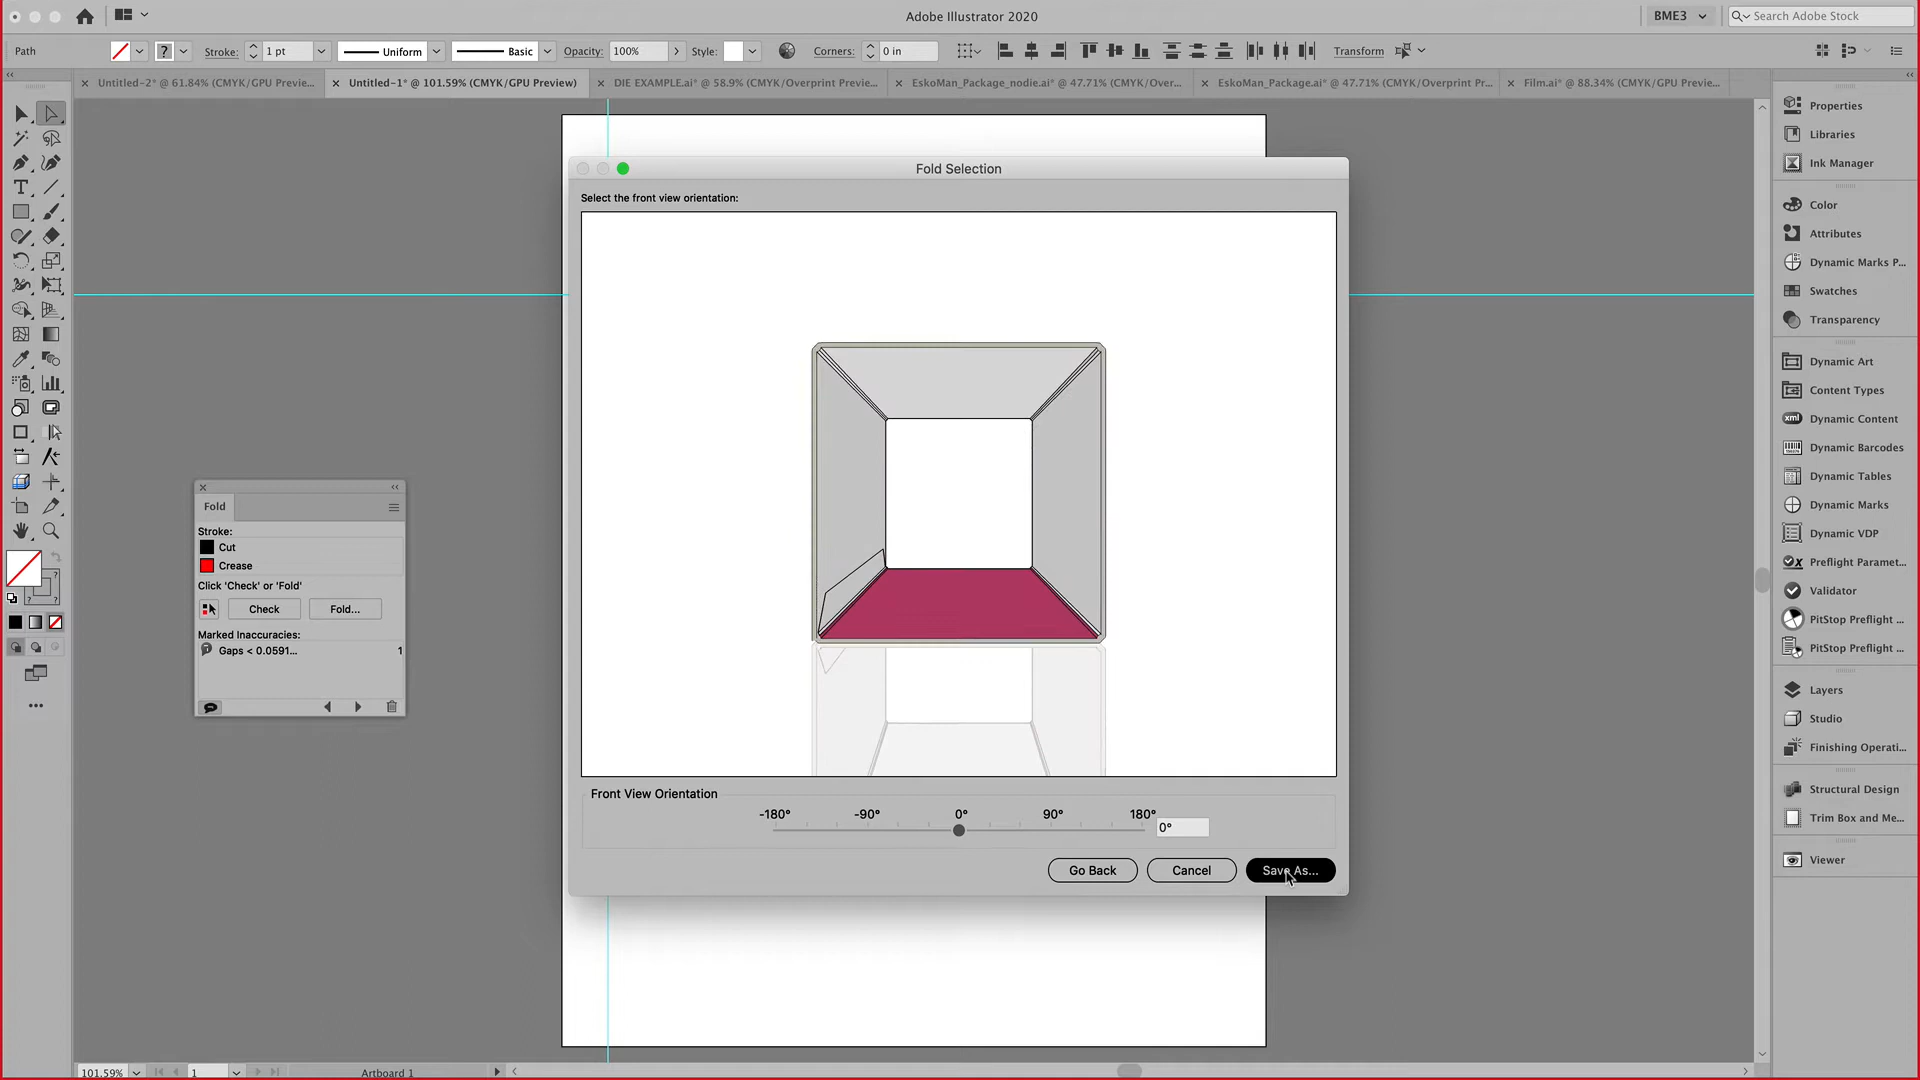 Adobe Illustrator 2020
BME3
Search Adobe Stock
Path
Stroke:
1 pt
Uniform
Basic
Opacity:
100%
Style:
Corners:
0 in
Transform
Untitled-2* @ 61.84% (CMYK/GPU Previe...
Untitled-1* @ 101.59% (CMYK/GPU Preview)
DIE EXAMPLE.ai* @ 58.9% (CMYK/Overprint Previe...
EskoMan_Package_nodie.ai* @ 47.71% (CMYK/Over...
EskoMan_Package.ai* @ 47.71% (CMYK/Overprint Pr...
Film.ai* @ 88.34% (CMYK/GPU Previe...
Fold Selection
Select the front view orientation:
Fold
Stroke:
Cut
Crease
Click 'Check' or 'Fold'
Check
Fold...
Marked Inaccuracies:
Gaps < 0.0591...
1
Front View Orientation
-180°
-90°
0°
90°
180°
0°
Go Back
Cancel
Save As...
Properties
Libraries
Ink Manager
Color
Attributes
Dynamic Marks P...
Swatches
Transparency
Dynamic Art
Content Types
xml
Dynamic Content
Dynamic Barcodes
Dynamic Tables
Dynamic Marks
Dynamic VDP
Preflight Paramet...
Validator
PitStop Preflight ...
PitStop Preflight ...
Layers
Studio
Finishing Operati...
Structural Design
Trim Box and Me...
Viewer
101.59%
1
Artboard 1